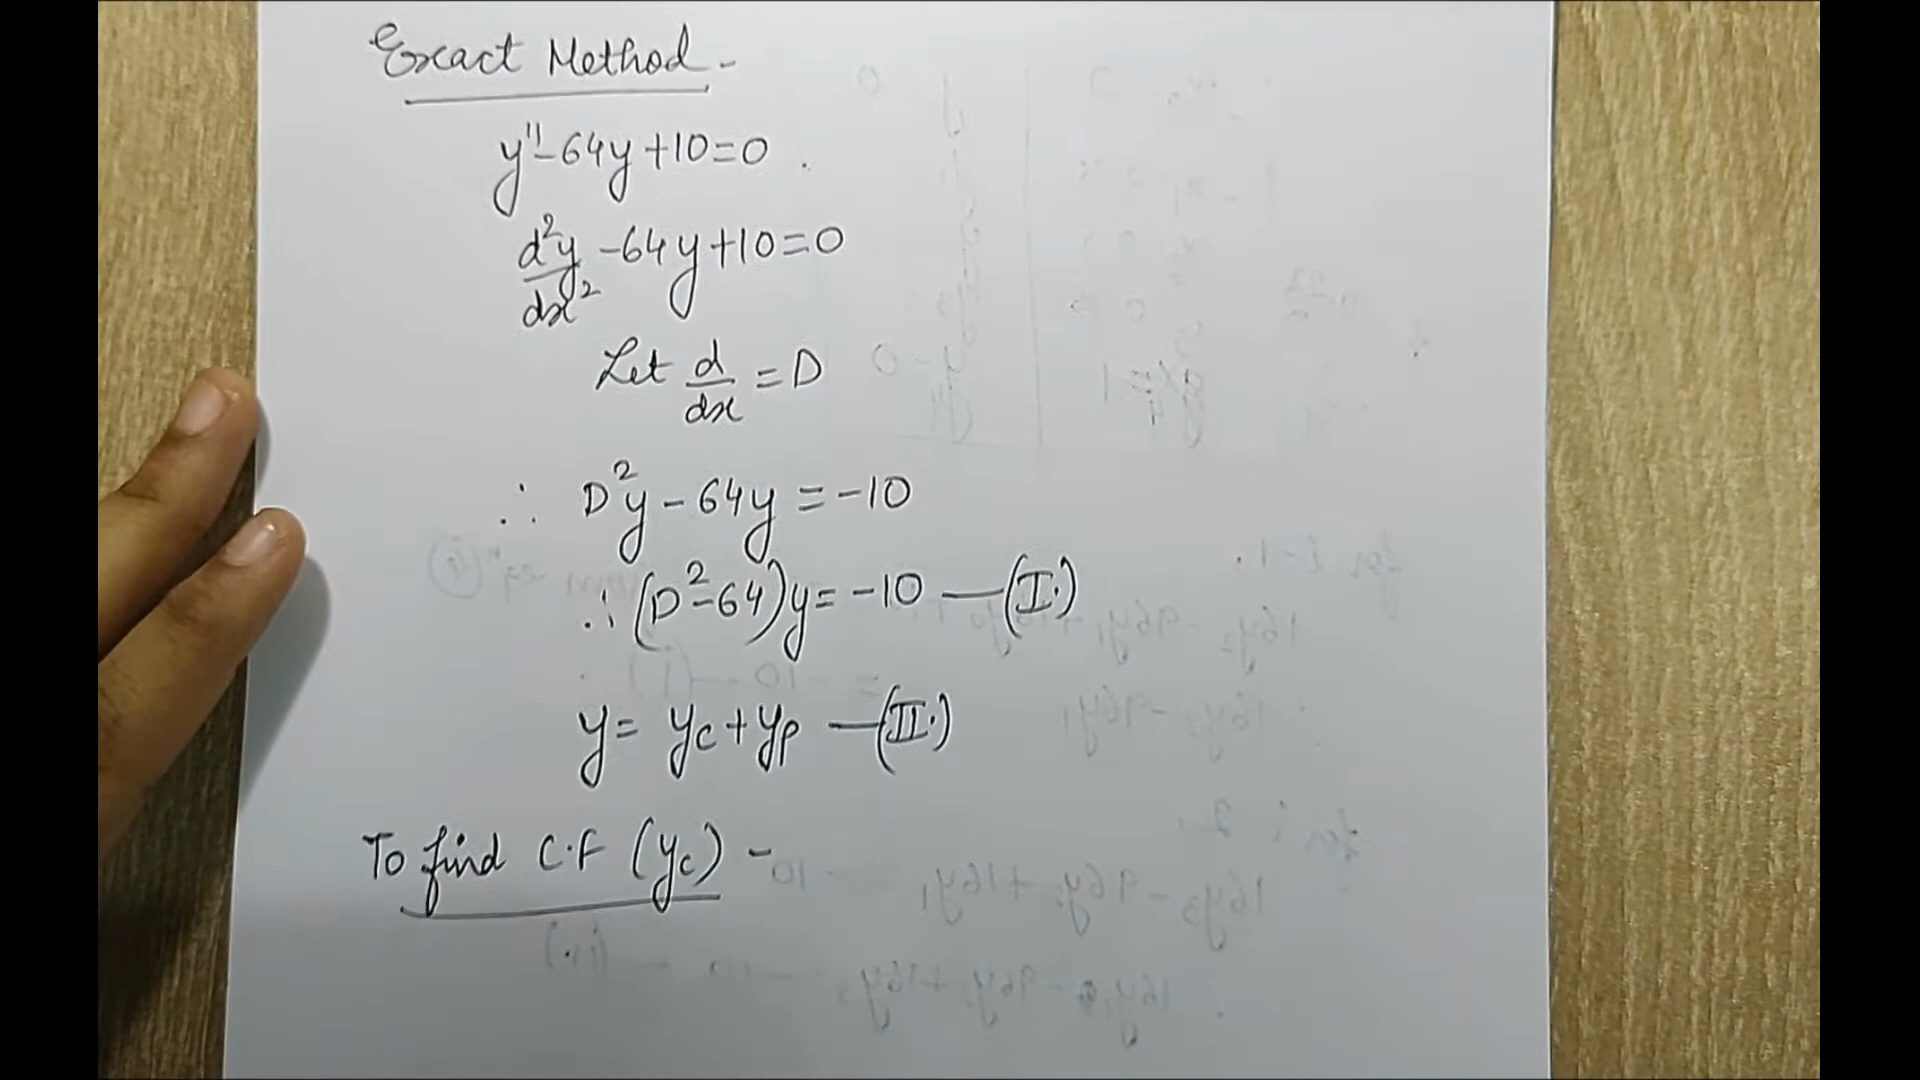 Exact Method -
y'' - 64y + 10 = 0 .
d²y/dx² - 64y + 10 = 0
Let d/dx = D
∴ D²y - 64y = -10
∴ (D² - 64)y = -10 — (I.)
y = yc + yp — (II.)
To find C.F (yc) -